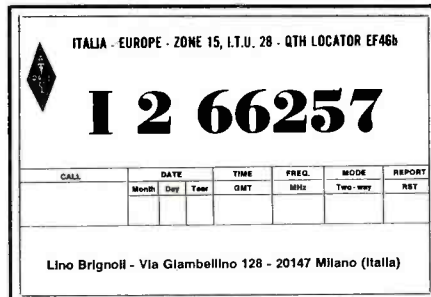 ITALIA - EUROPE - ZONE 15, I.T.U. 28 - QTH LOCATOR EF46b
I 2 66257
CALL DATE TIME FREQ. MODE REPORT
Month Day Year GMT MHz Two-way RST
Lino Brignoli - Via Giambellino 128 - 20147 Milano (Italia)